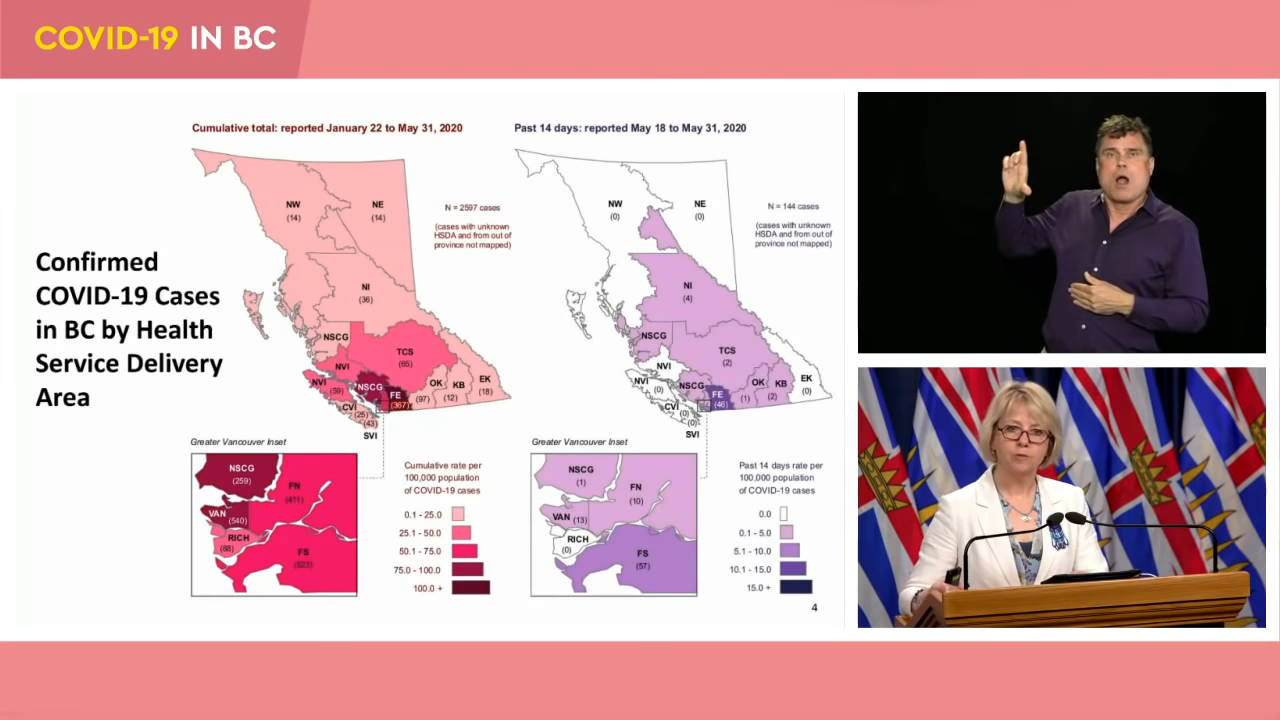 COVID-19 IN BC
Confirmed
COVID-19 Cases
in BC by Health
Service Delivery
Area
Cumulative total: reported January 22 to May 31, 2020
NW
(14)
NE
(14)
N = 2597 cases
(cases with unknown
HSDA and from out of
province not mapped)
NI
(36)
NSCG
TCS
(65)
NVI
NVI
(59)
NSCG
FE
(367)
OK
(97)
KB
(12)
EK
(18)
CVI
(25)
(43)
SVI
Greater Vancouver Inset
NSCG
(259)
FN
(411)
VAN
(540)
RICH
FS
Cumulative rate per
100,000 population
of COVID-19 cases
0.1 - 25.0
25.1 - 50.0
50.1 - 75.0
75.0 - 100.0
100.0 +
Past 14 days: reported May 18 to May 31, 2020
NW
(0)
NE
(0)
N = 144 cases
(cases with unknown
HSDA and from out of
province not mapped)
NI
(4)
NSCG
TCS
(2)
NVI
NVI
(0)
NSCG
FE
(46)
OK
(1)
KB
(2)
EK
(0)
CVI
(0)
(0)
SVI
Greater Vancouver Inset
NSCG
(1)
FN
(10)
VAN (13)
RICH
(0)
FS
(57)
Past 14 days rate per
100,000 population
of COVID-19 cases
0.0
0.1 - 5.0
5.1 - 10.0
10.1 - 15.0
15.0 +
4